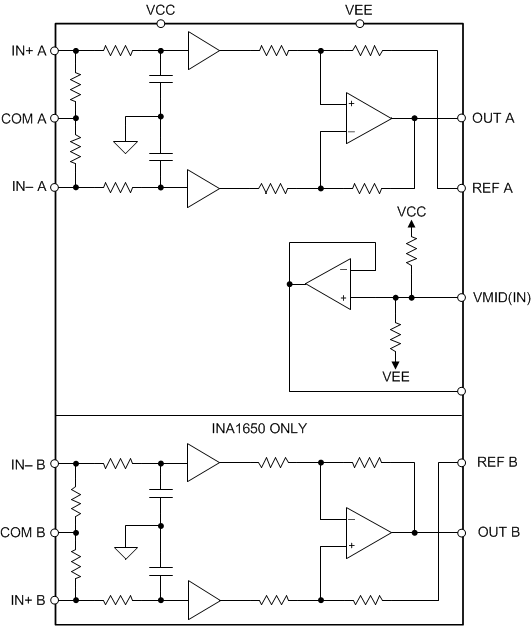 VCC
VEE
IN+ A
COM A
IN– A
+
–
OUT A
REF A
VCC
–
+
VMID(IN)
VEE
INA1650 ONLY
IN– B
REF B
COM B
–
+
OUT B
IN+ B